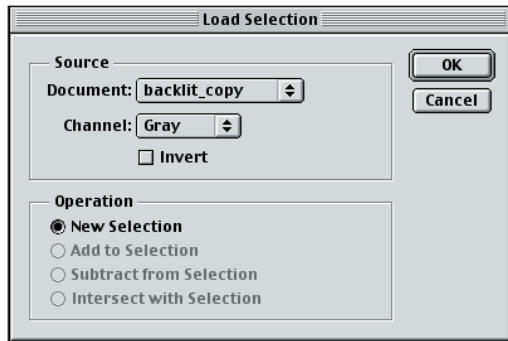 Load Selection
Source
Document: backlit_copy
Channel: Gray
Invert
OK
Cancel
Operation
New Selection
Add to Selection
Subtract from Selection
Intersect with Selection